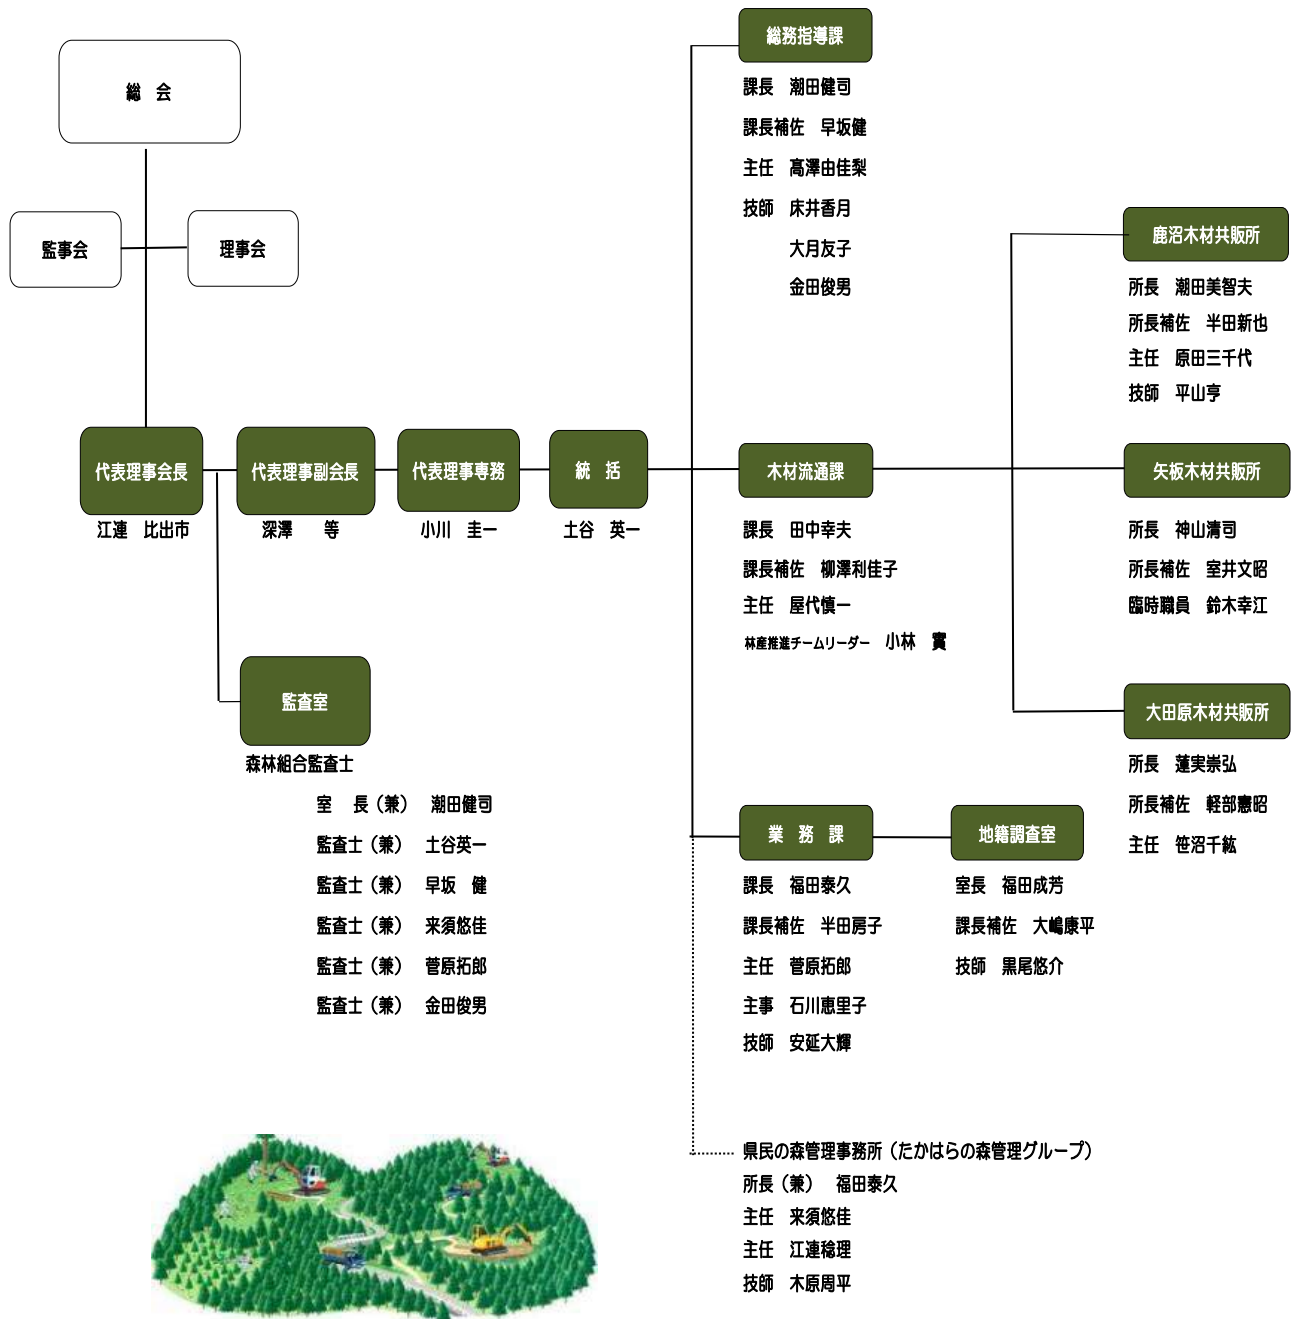 総　会
監事会
理事会
代表理事会長
江連　比出市
代表理事副会長
深澤　　等
代表理事専務
小川　圭一
統　括
土谷　英一
監査室
森林組合監査士
室　長（兼）　潮田健司
監査士（兼）　土谷英一
監査士（兼）　早坂　健
監査士（兼）　来須悠佳
監査士（兼）　菅原拓郎
監査士（兼）　金田俊男
総務指導課
課長　潮田健司
課長補佐　早坂健
主任　髙澤由佳梨
技師　床井香月
大月友子
金田俊男
木材流通課
課長　田中幸夫
課長補佐　柳澤利佳子
主任　屋代慎一
林産推進チームリーダー　小林　實
鹿沼木材共販所
所長　潮田美智夫
所長補佐　半田新也
主任　原田三千代
技師　平山亨
矢板木材共販所
所長　神山清司
所長補佐　室井文昭
臨時職員　鈴木幸江
大田原木材共販所
所長　蓮実崇弘
所長補佐　軽部憲昭
主任　笹沼千紘
業　務　課
課長　福田泰久
課長補佐　半田房子
主任　菅原拓郎
主事　石川恵里子
技師　安延大輝
地籍調査室
室長　福田成芳
課長補佐　大嶋康平
技師　黒尾悠介
県民の森管理事務所（たかはらの森管理グループ）
所長（兼）　福田泰久
主任　来須悠佳
主任　江連稔理
技師　木原周平